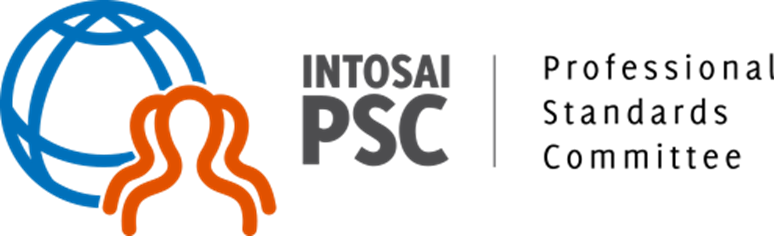 INTOSAI
PSC
Professional
Standards
Committee